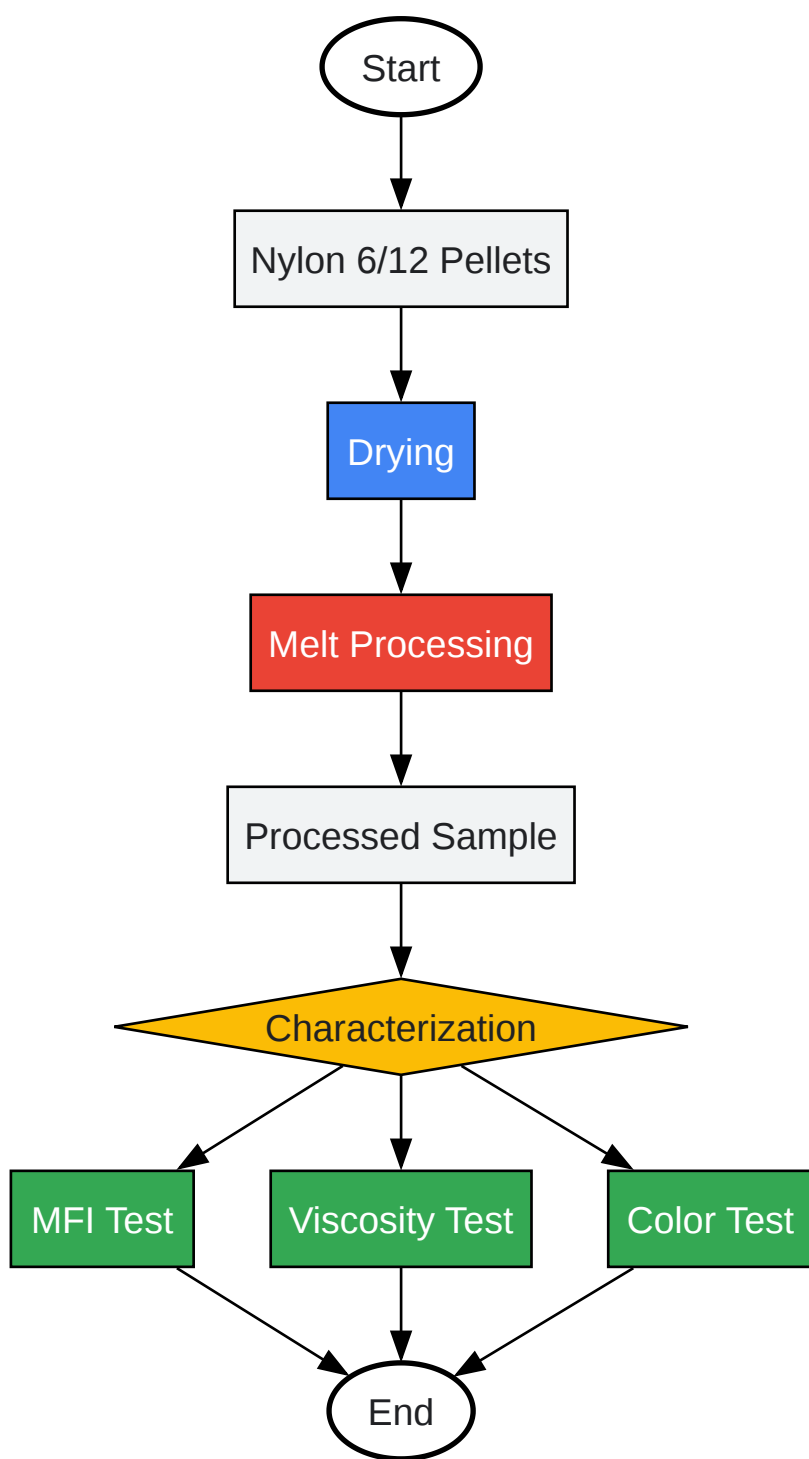 Start
Nylon 6/12 Pellets
Drying
Melt Processing
Processed Sample
Characterization
MFI Test
Viscosity Test
Color Test
End